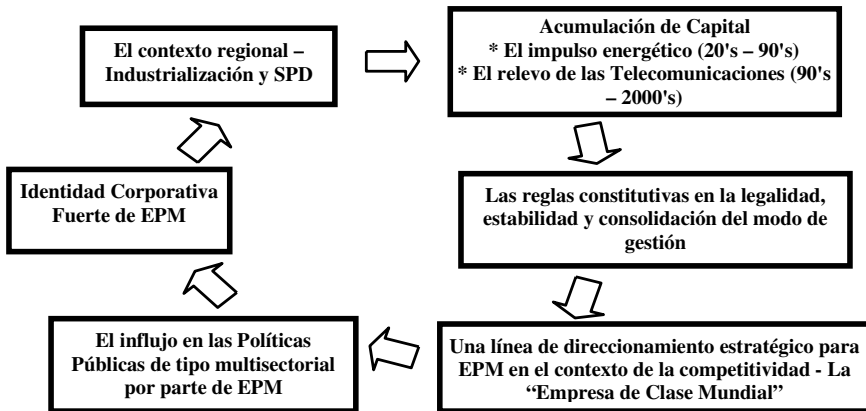 El contexto regional –
Industrialización y SPD
Acumulación de Capital
* El impulso energético (20's – 90's)
* El relevo de las Telecomunicaciones (90's
– 2000's)
Las reglas constitutivas en la legalidad,
estabilidad y consolidación del modo de
gestión
Una línea de direccionamiento estratégico para
EPM en el contexto de la competitividad - La
“Empresa de Clase Mundial”
El influjo en las Políticas
Públicas de tipo multisectorial
por parte de EPM
Identidad Corporativa
Fuerte de EPM